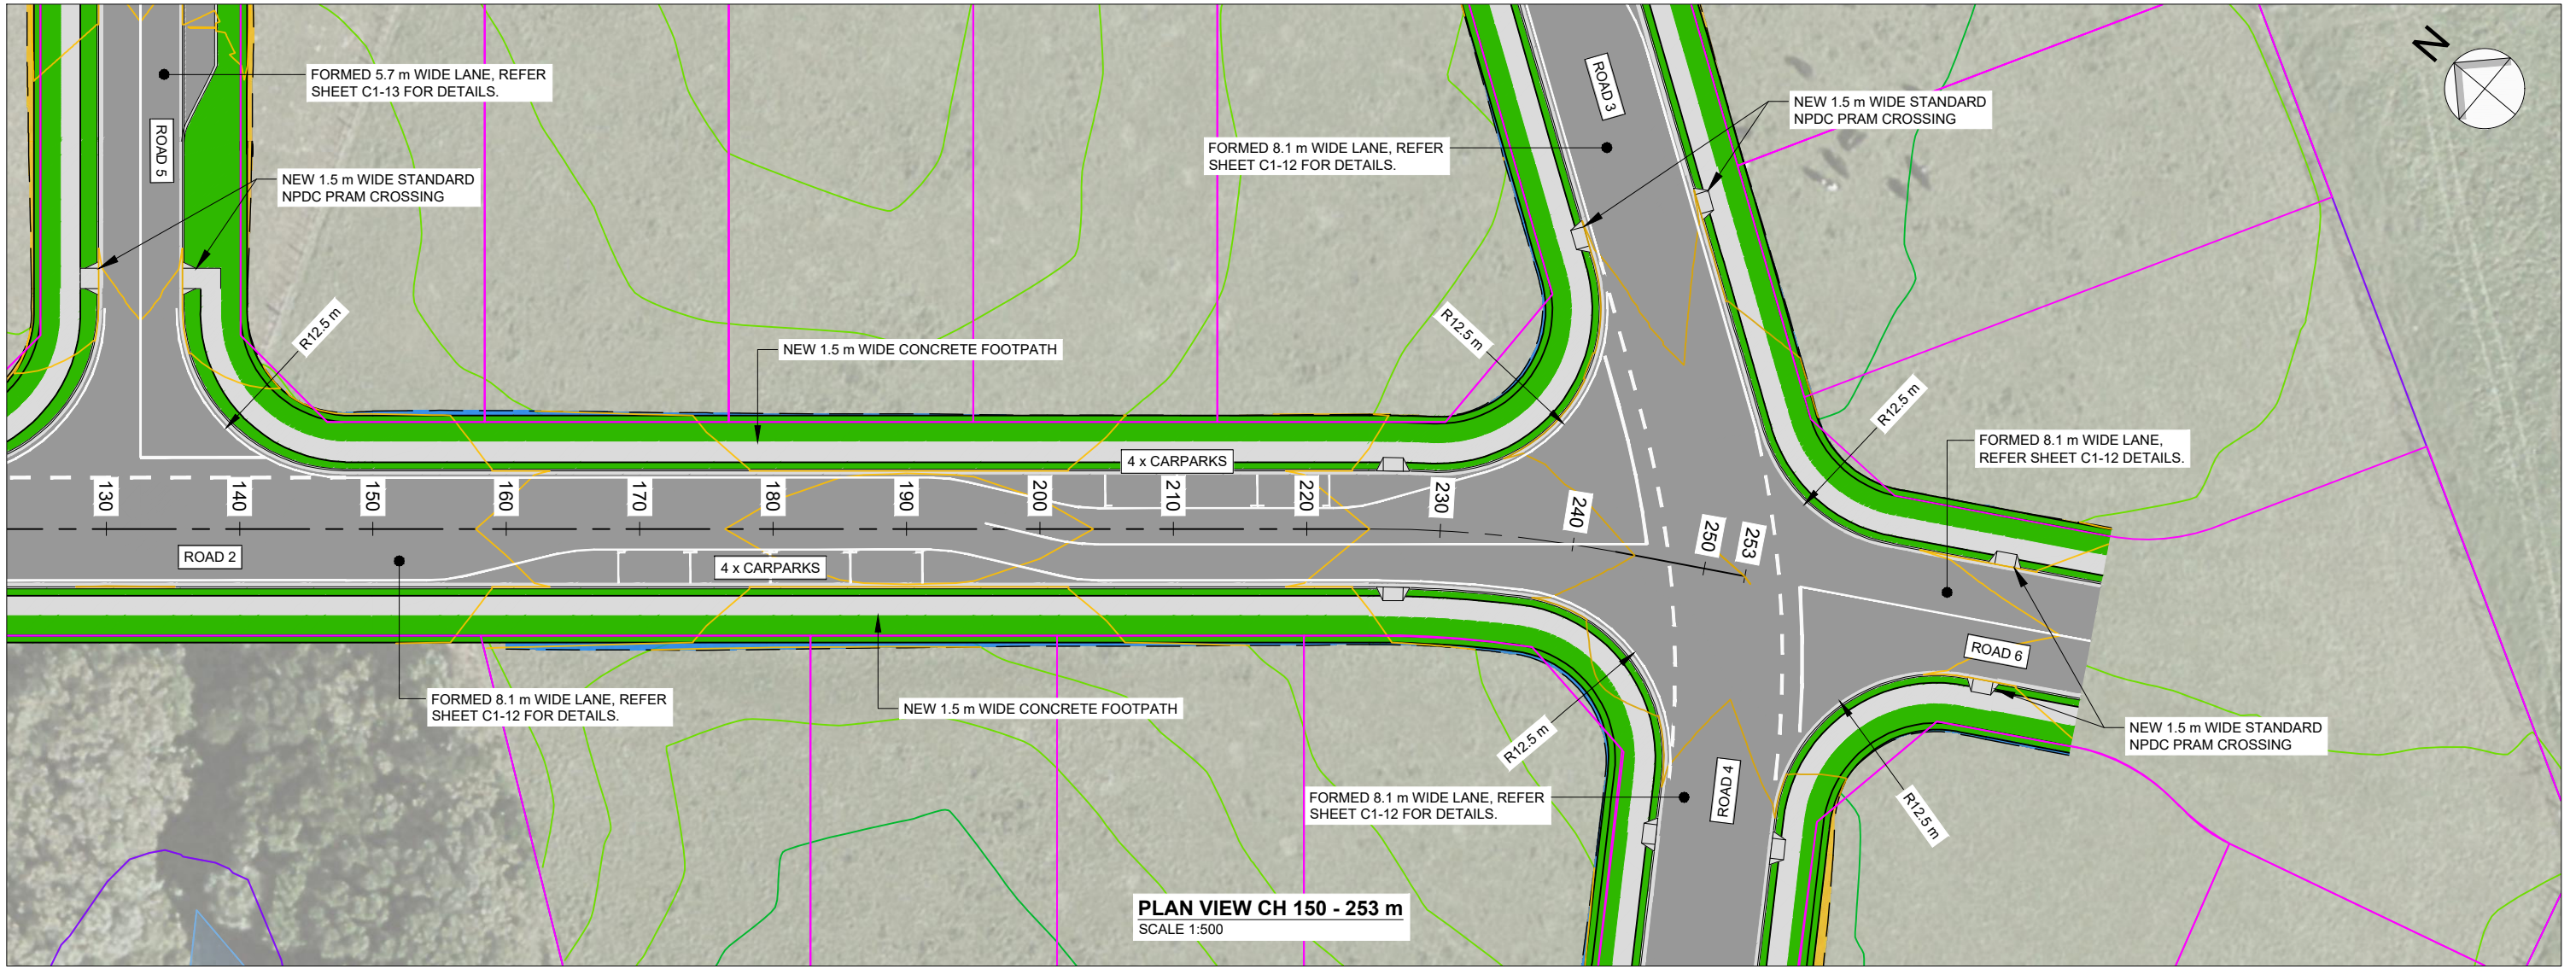 N
FORMED 5.7 m WIDE LANE, REFER
SHEET C1-13 FOR DETAILS.
ROAD 5
NEW 1.5 m WIDE STANDARD
NPDC PRAM CROSSING
R12.5 m
NEW 1.5 m WIDE CONCRETE FOOTPATH
FORMED 8.1 m WIDE LANE, REFER
SHEET C1-12 FOR DETAILS.
ROAD 3
NEW 1.5 m WIDE STANDARD
NPDC PRAM CROSSING
R12.5 m
R12.5 m
FORMED 8.1 m WIDE LANE,
REFER SHEET C1-12 DETAILS.
4 x CARPARKS
130
140
150
160
170
180
190
200
210
220
230
240
250
253
ROAD 2
4 x CARPARKS
ROAD 6
FORMED 8.1 m WIDE LANE, REFER
SHEET C1-12 FOR DETAILS.
NEW 1.5 m WIDE CONCRETE FOOTPATH
R12.5 m
NEW 1.5 m WIDE STANDARD
NPDC PRAM CROSSING
FORMED 8.1 m WIDE LANE, REFER
SHEET C1-12 FOR DETAILS.
ROAD 4
R12.5 m
PLAN VIEW CH 150 - 253 m
SCALE 1:500